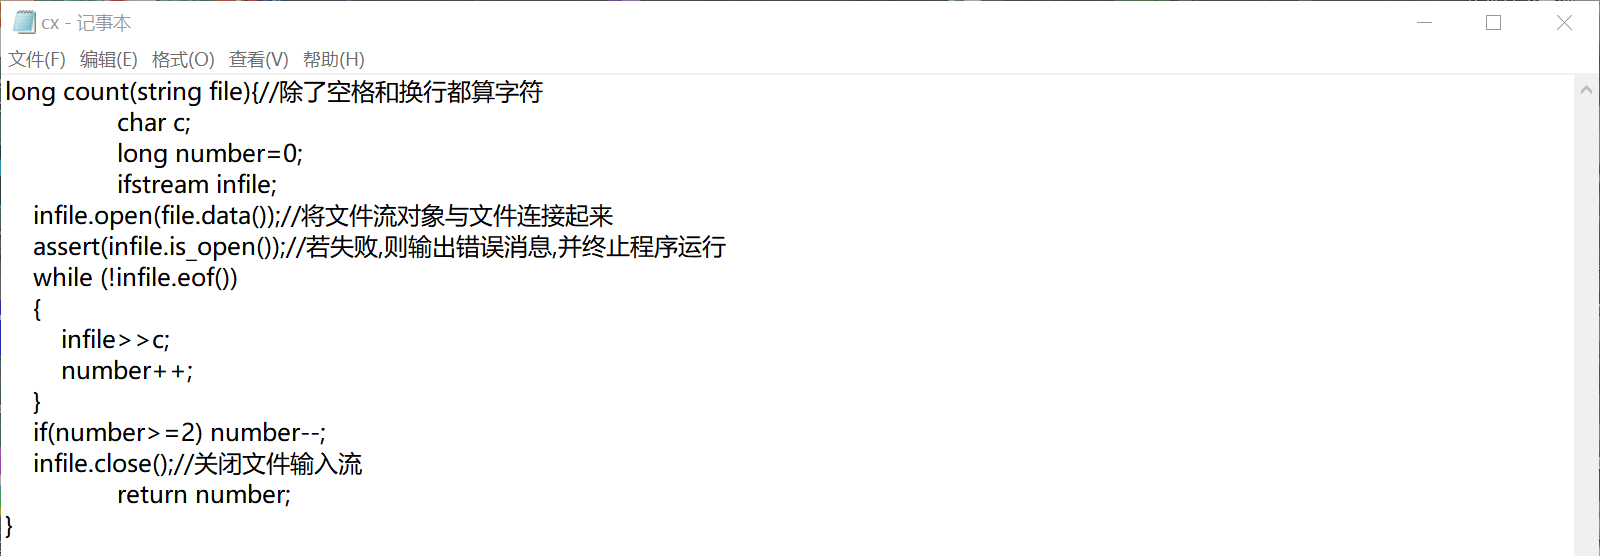 cx - 记事本
文件(F) 编辑(E) 格式(O) 查看(V) 帮助(H)
long count(string file){//除了空格和换行都算字符
char c;
long number=0;
ifstream infile;
infile.open(file.data());//将文件流对象与文件连接起来
assert(infile.is_open());//若失败,则输出错误消息,并终止程序运行
while (!infile.eof())
{
infile>>c;
number++;
}
if(number>=2) number--;
infile.close();//关闭文件输入流
return number;
}